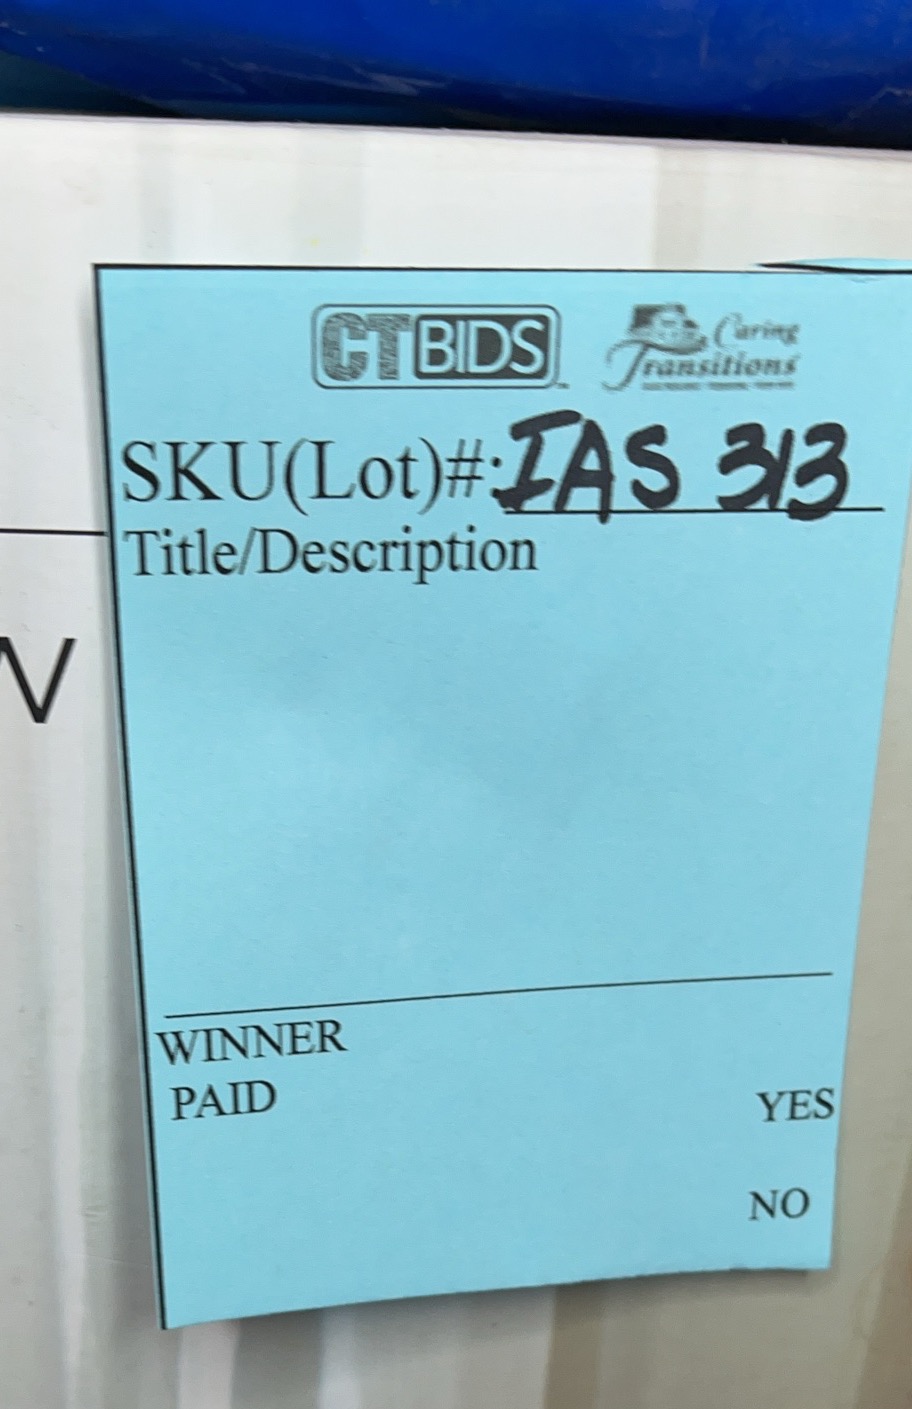 CTBIDS
Caring
Transitions
SKU(Lot)#: IAS 313
Title/Description
WINNER
PAID YES
NO